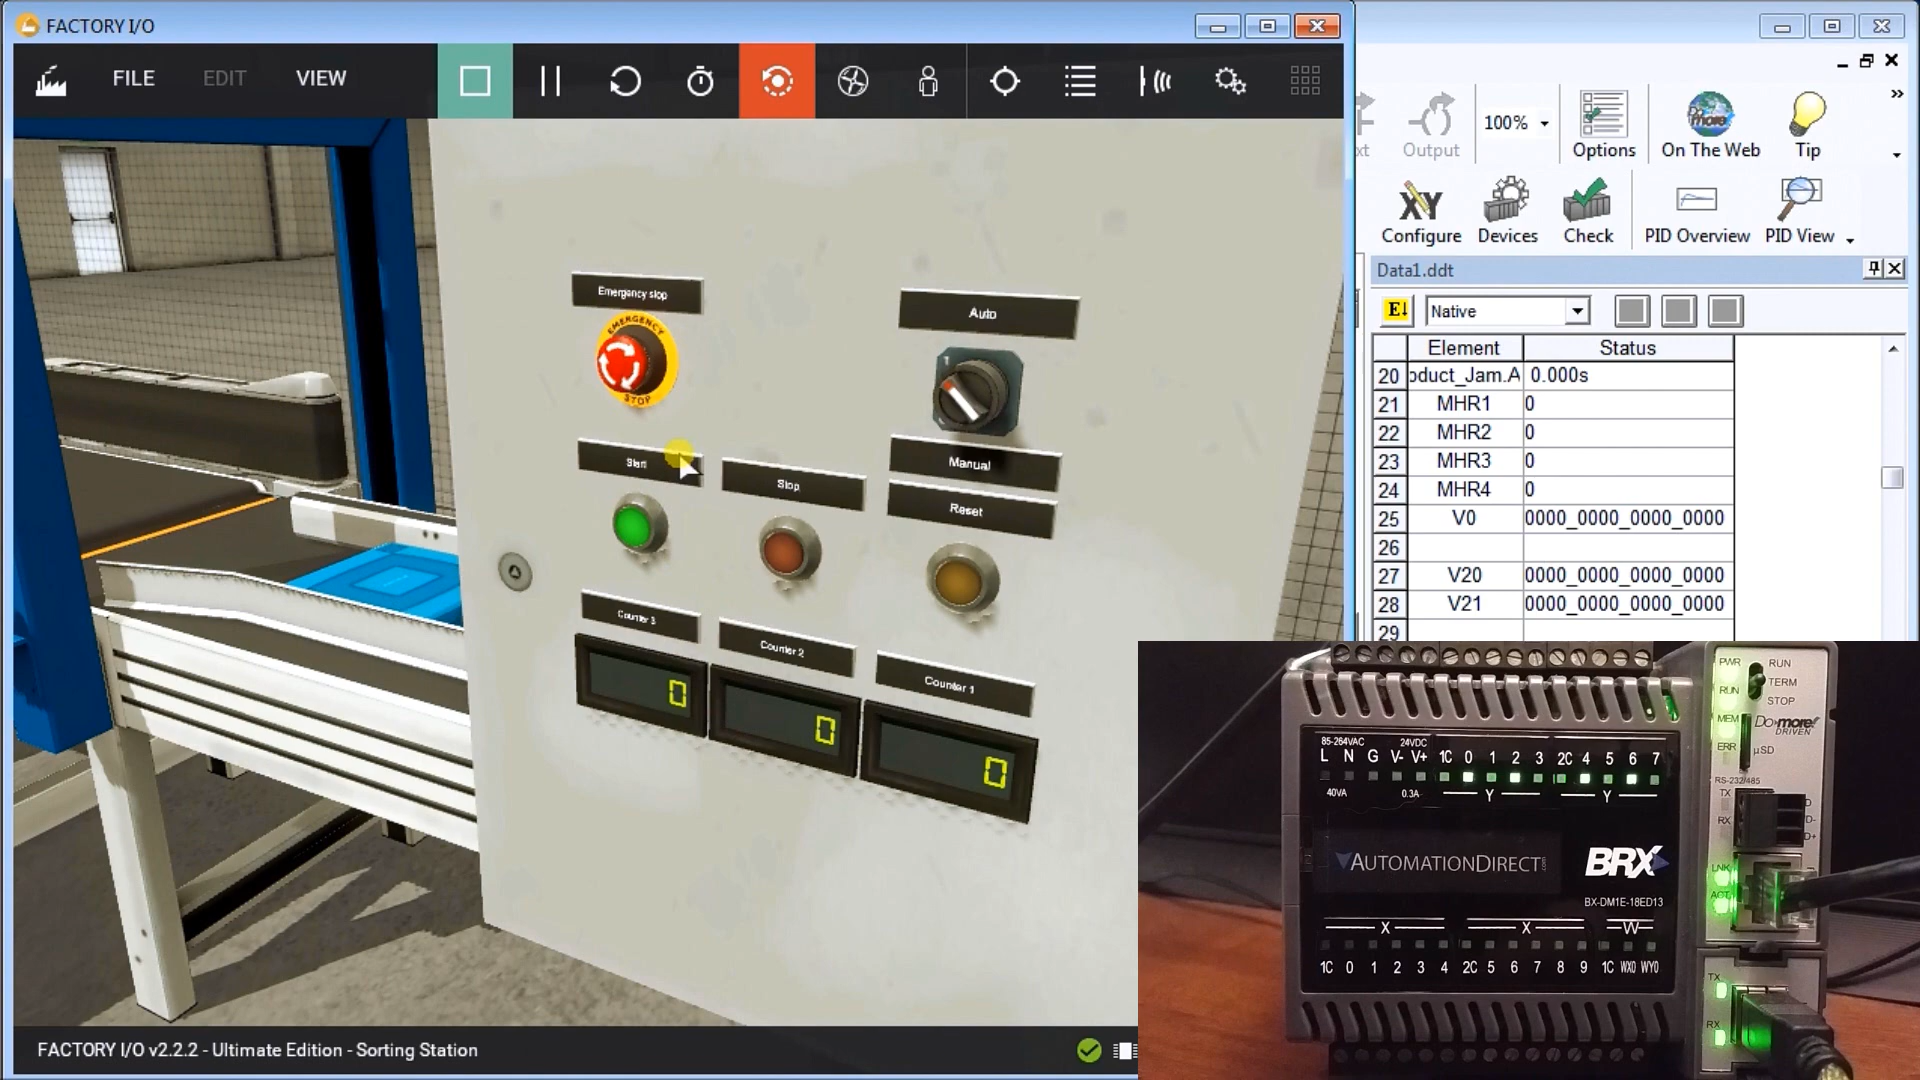 FACTORY I/O
FILE EDIT VIEW
Output
100%
Options
On The Web
Tip
XY
Configure Devices Check PID Overview PID View
Data1.ddt
Native
Element Status
20 oduct_Jam.A 0.000s
21 MHR1 0
22 MHR2 0
23 MHR3 0
24 MHR4 0
25 V0 0000_0000_0000_0000
26
27 V20 0000_0000_0000_0000
28 V21 0000_0000_0000_0000
29
Emergency stop
EMERGENCY
STOP
Auto
Manual
Start
Stop
Reset
Counter 3
Counter 2
Counter 1
0
0
0
FACTORY I/O v2.2.2 - Ultimate Edition - Sorting Station
PWR RUN
TERM
RUN
STOP
MEM Do-more!
DRIVEN
ERR µSD
RS-232/485
TX
RX
D-
D+
LNK
ACT
TX
RX
85-264VAC 24VDC
L N G V- V+ 1C 0 1 2 3 2C 4 5 6 7
40VA 0.3A Y Y
AUTOMATIONDIRECT BRX
BX-DM1E-18ED13
X X W
1C 0 1 2 3 4 2C 5 6 7 8 9 1C WX0 WY0